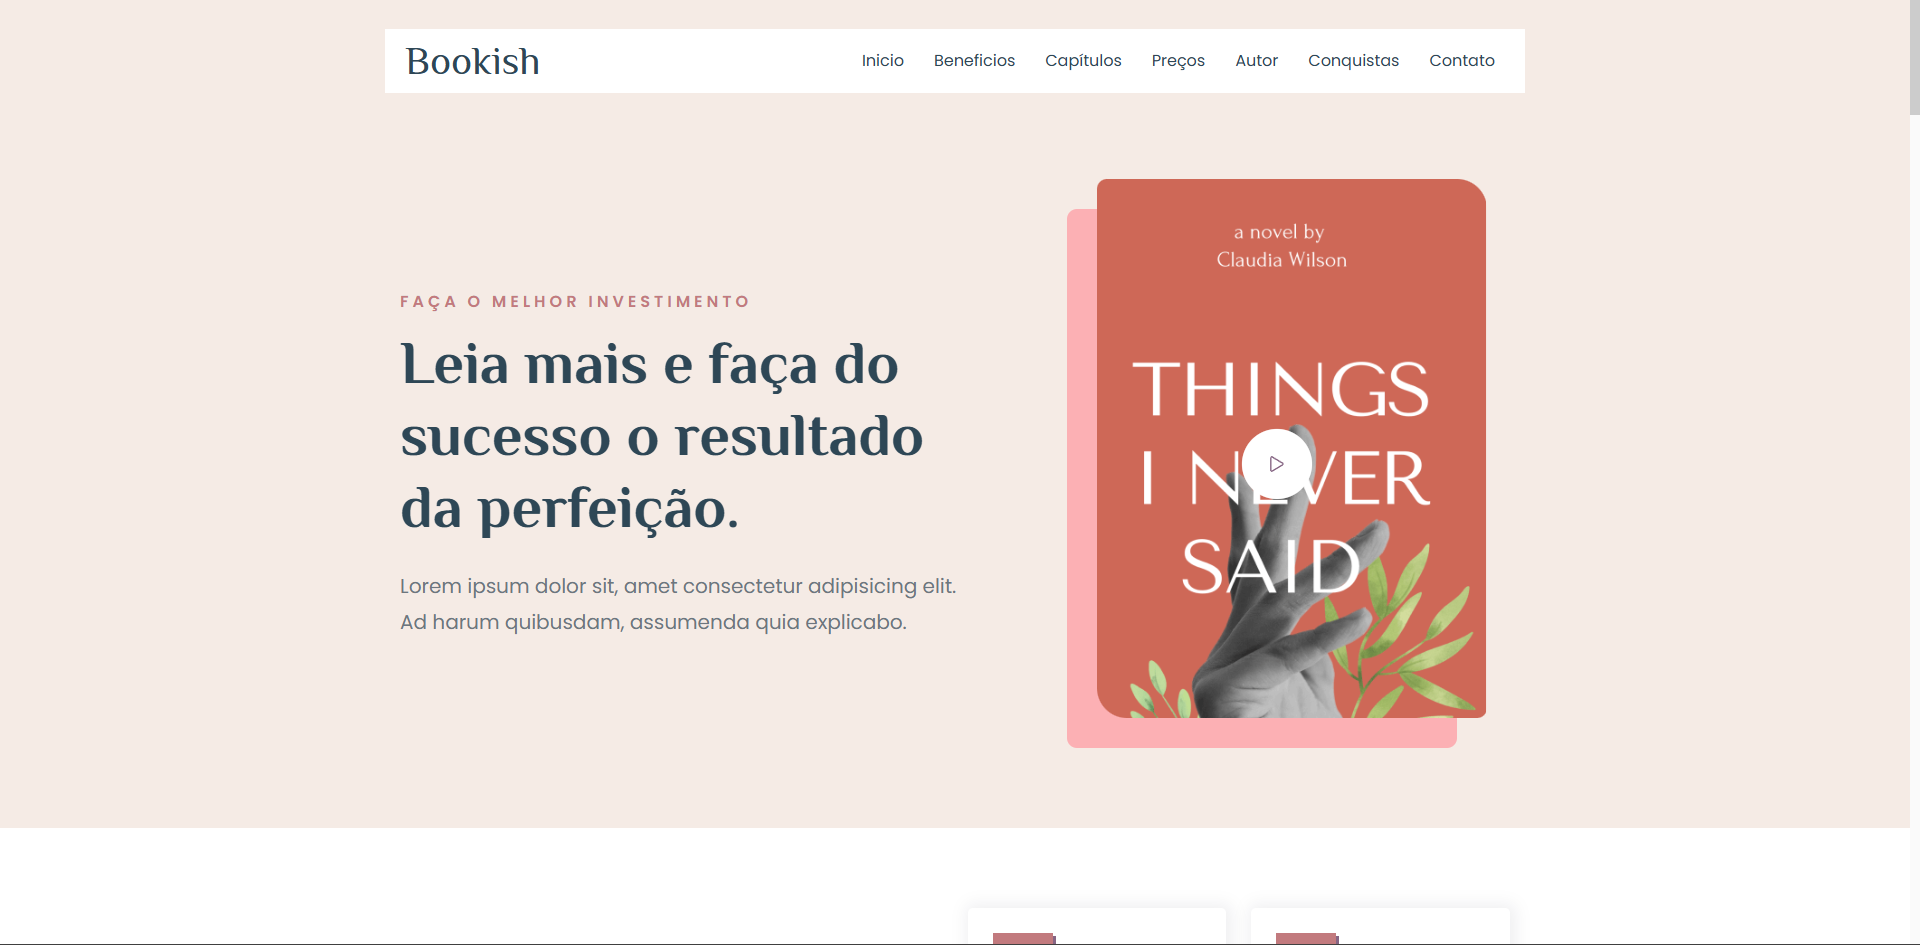 Bookish
Inicio Beneficios Capítulos Preços Autor Conquistas Contato
FAÇA O MELHOR INVESTIMENTO
Leia mais e faça do
sucesso o resultado
da perfeição.
Lorem ipsum dolor sit, amet consectetur adipisicing elit.
Ad harum quibusdam, assumenda quia explicabo.
a novel by
Claudia Wilson
THINGS
I NEVER
SAID